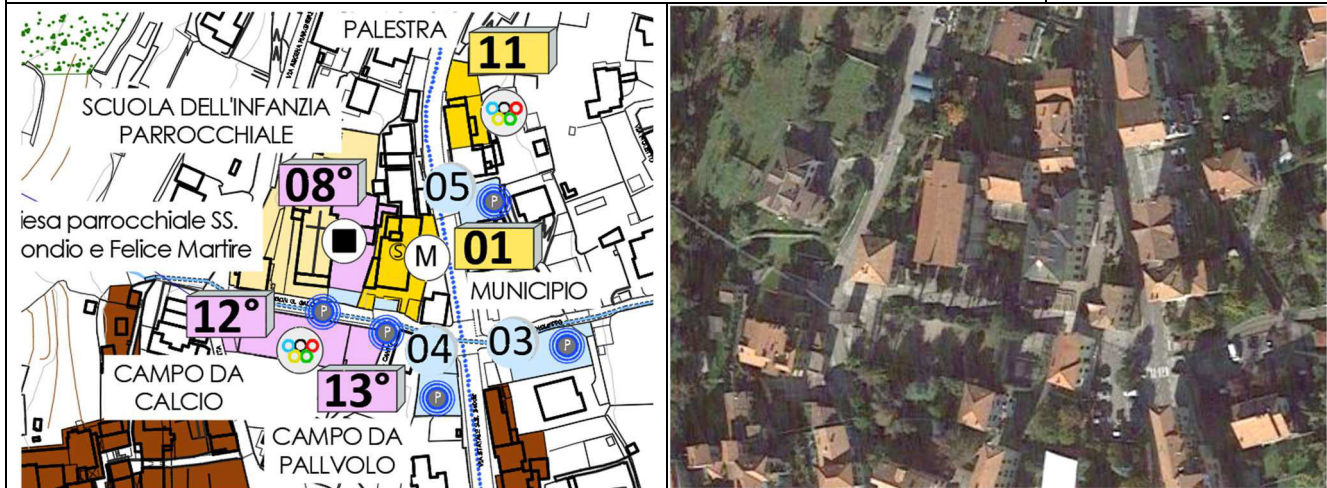 PALESTRA
11
SCUOLA DELL'INFANZIA
PARROCCHIALE
08°
05
P
iesa parrocchiale SS.
ondio e Felice Martire
S
M
01
MUNICIPIO
12°
P
P
04
03
P
CAMPO DA
CALCIO
13°
P
CAMPO DA
PALLVOLO